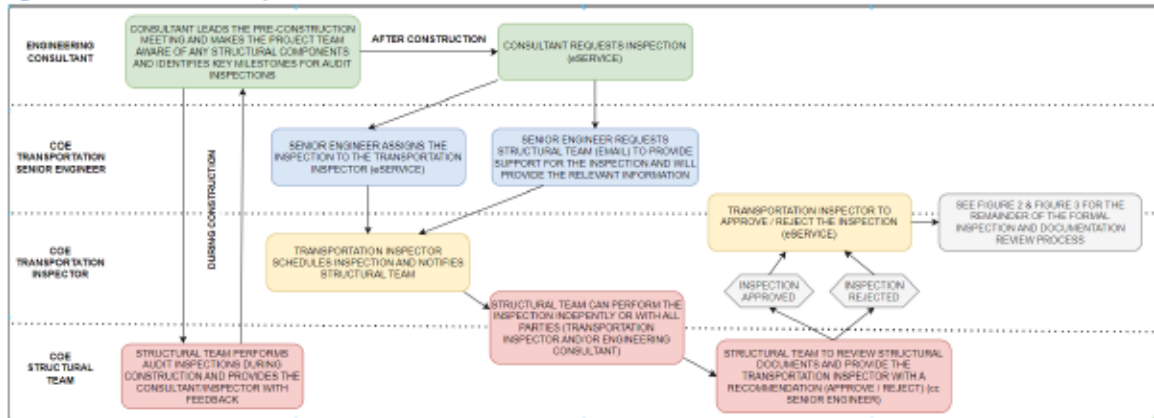 ENGINEERING
CONSULTANT
CONSULTANT LEADS THE PRE-CONSTRUCTION
MEETING AND MAKES THE PROJECT TEAM
AWARE OF ANY STRUCTURAL COMPONENTS
AND IDENTIFIES KEY MILESTONES FOR AUDIT
INSPECTIONS
AFTER CONSTRUCTION
CONSULTANT REQUESTS INSPECTION
(eSERVICE)
COE
TRANSPORTATION
SENIOR ENGINEER
SENIOR ENGINEER ASSIGNS THE
INSPECTION TO THE TRANSPORTATION
INSPECTOR (eSERVICE)
SENIOR ENGINEER REQUESTS
STRUCTURAL TEAM (EMAIL) TO PROVIDE
SUPPORT FOR THE INSPECTION AND WILL
PROVIDE THE RELEVANT INFORMATION
DURING CONSTRUCTION
COE
TRANSPORTATION
INSPECTOR
TRANSPORTATION INSPECTOR
SCHEDULES INSPECTION AND NOTIFIES
STRUCTURAL TEAM
TRANSPORTATION INSPECTOR TO
APPROVE / REJECT THE INSPECTION
(eSERVICE)
SEE FIGURE 2 & FIGURE 3 FOR THE
REMAINDER OF THE FORMAL
INSPECTION AND DOCUMENTATION
REVIEW PROCESS
INSPECTION
APPROVED
INSPECTION
REJECTED
STRUCTURAL TEAM CAN PERFORM THE
INSPECTION INDEPENTLY OR WITH ALL
PARTIES (TRANSPORTATION
INSPECTOR AND/OR ENGINEERING
CONSULTANT)
COE
STRUCTURAL
TEAM
STRUCTURAL TEAM PERFORMS
AUDIT INSPECTIONS DURING
CONSTRUCTION AND PROVIDES THE
CONSULTANT/INSPECTOR WITH
FEEDBACK
STRUCTURAL TEAM TO REVIEW STRUCTURAL
DOCUMENTS AND PROVIDE THE
TRANSPORTATION INSPECTOR WITH A
RECOMMENDATION (APPROVE / REJECT) (cc
SENIOR ENGINEER)